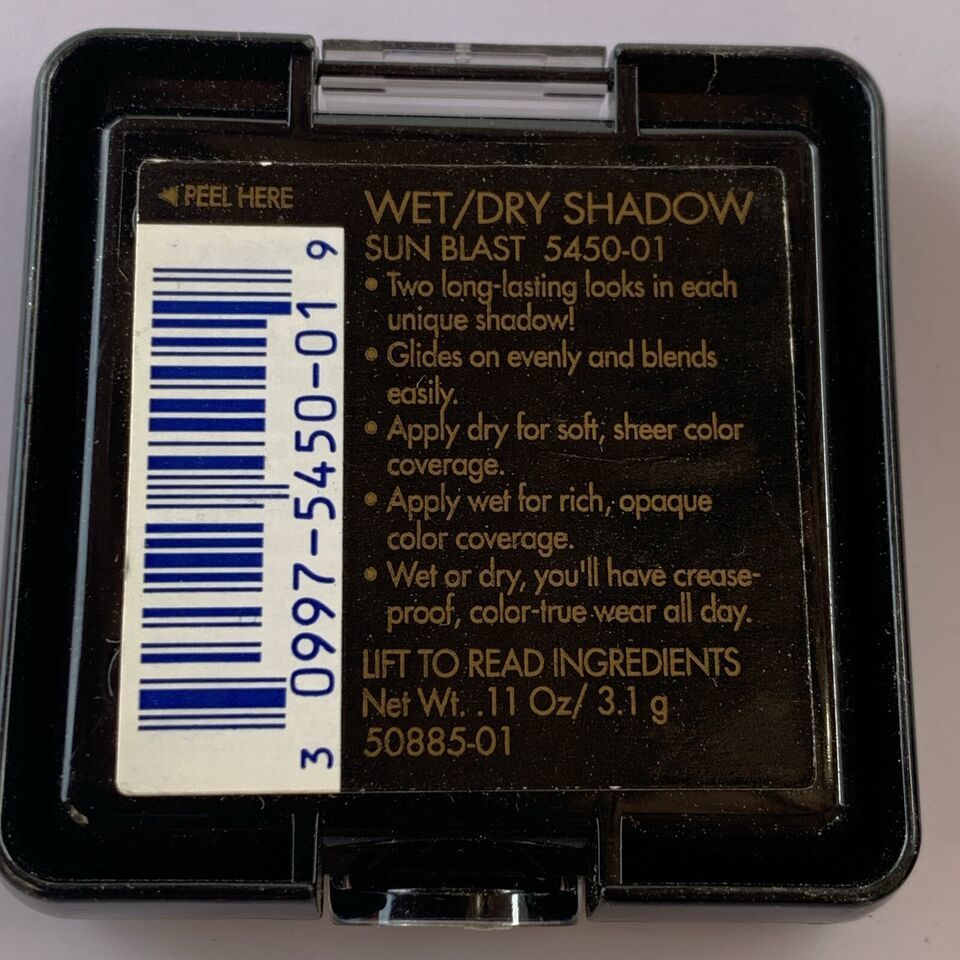 ◀ PEEL HERE
3 0997-5450-01 9
WET/DRY SHADOW
SUN BLAST 5450-01
• Two long-lasting looks in each
unique shadow!
• Glides on evenly and blends
easily.
• Apply dry for soft, sheer color
coverage.
• Apply wet for rich, opaque
color coverage.
• Wet or dry, you'll have crease-
proof, color-true wear all day.
LIFT TO READ INGREDIENTS
Net Wt. .11 Oz/ 3.1 g
50885-01